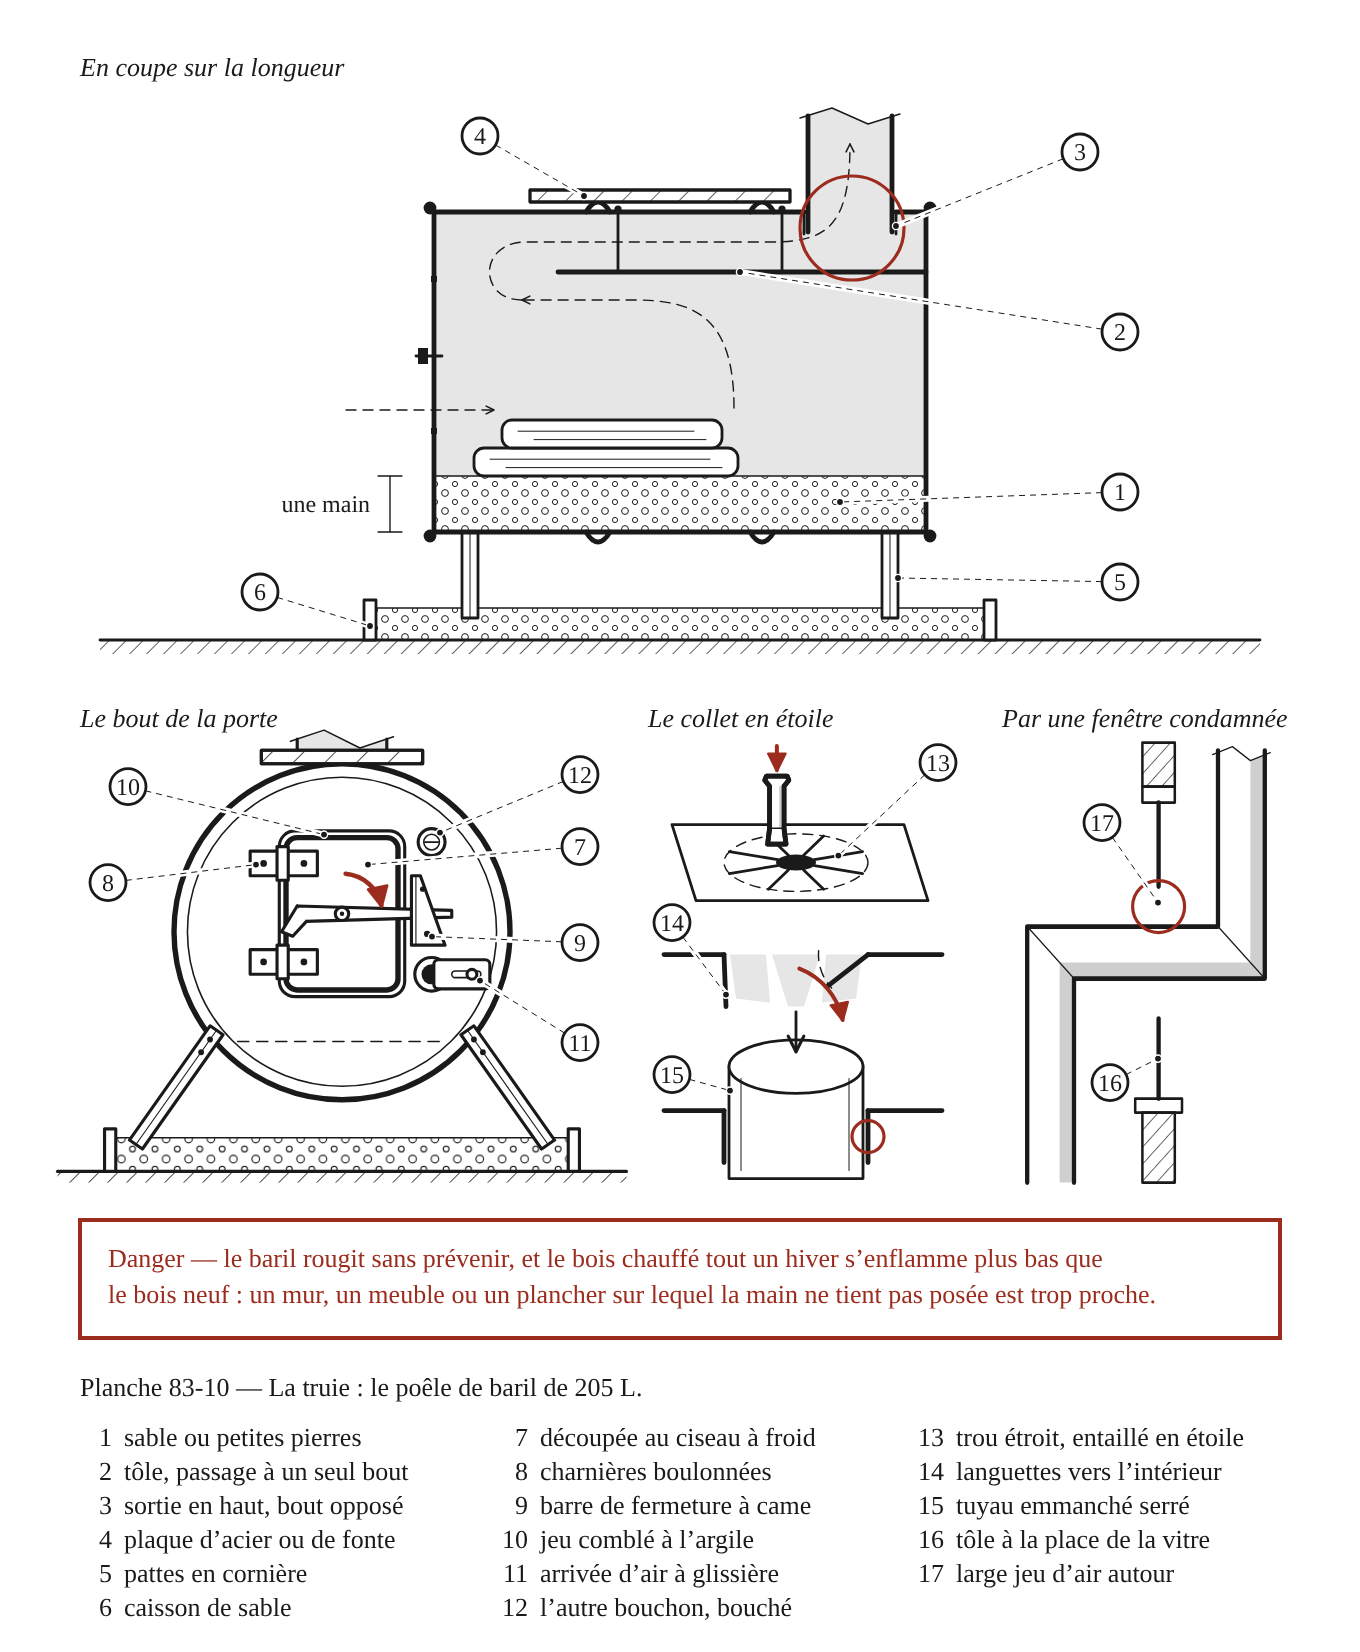 En coupe sur la longueur
4
3
2
une main
1
6
5
Le bout de la porte
Le collet en étoile
Par une fenêtre condamnée
10
12
13
17
7
8
14
9
11
15
16
Danger — le baril rougit sans prévenir, et le bois chauffé tout un hiver s’enflamme plus bas que
le bois neuf : un mur, un meuble ou un plancher sur lequel la main ne tient pas posée est trop proche.
Planche 83-10 — La truie : le poêle de baril de 205 L.
1 sable ou petites pierres
2 tôle, passage à un seul bout
3 sortie en haut, bout opposé
4 plaque d’acier ou de fonte
5 pattes en cornière
6 caisson de sable
7 découpée au ciseau à froid
8 charnières boulonnées
9 barre de fermeture à came
10 jeu comblé à l’argile
11 arrivée d’air à glissière
12 l’autre bouchon, bouché
13 trou étroit, entaillé en étoile
14 languettes vers l’intérieur
15 tuyau emmanché serré
16 tôle à la place de la vitre
17 large jeu d’air autour